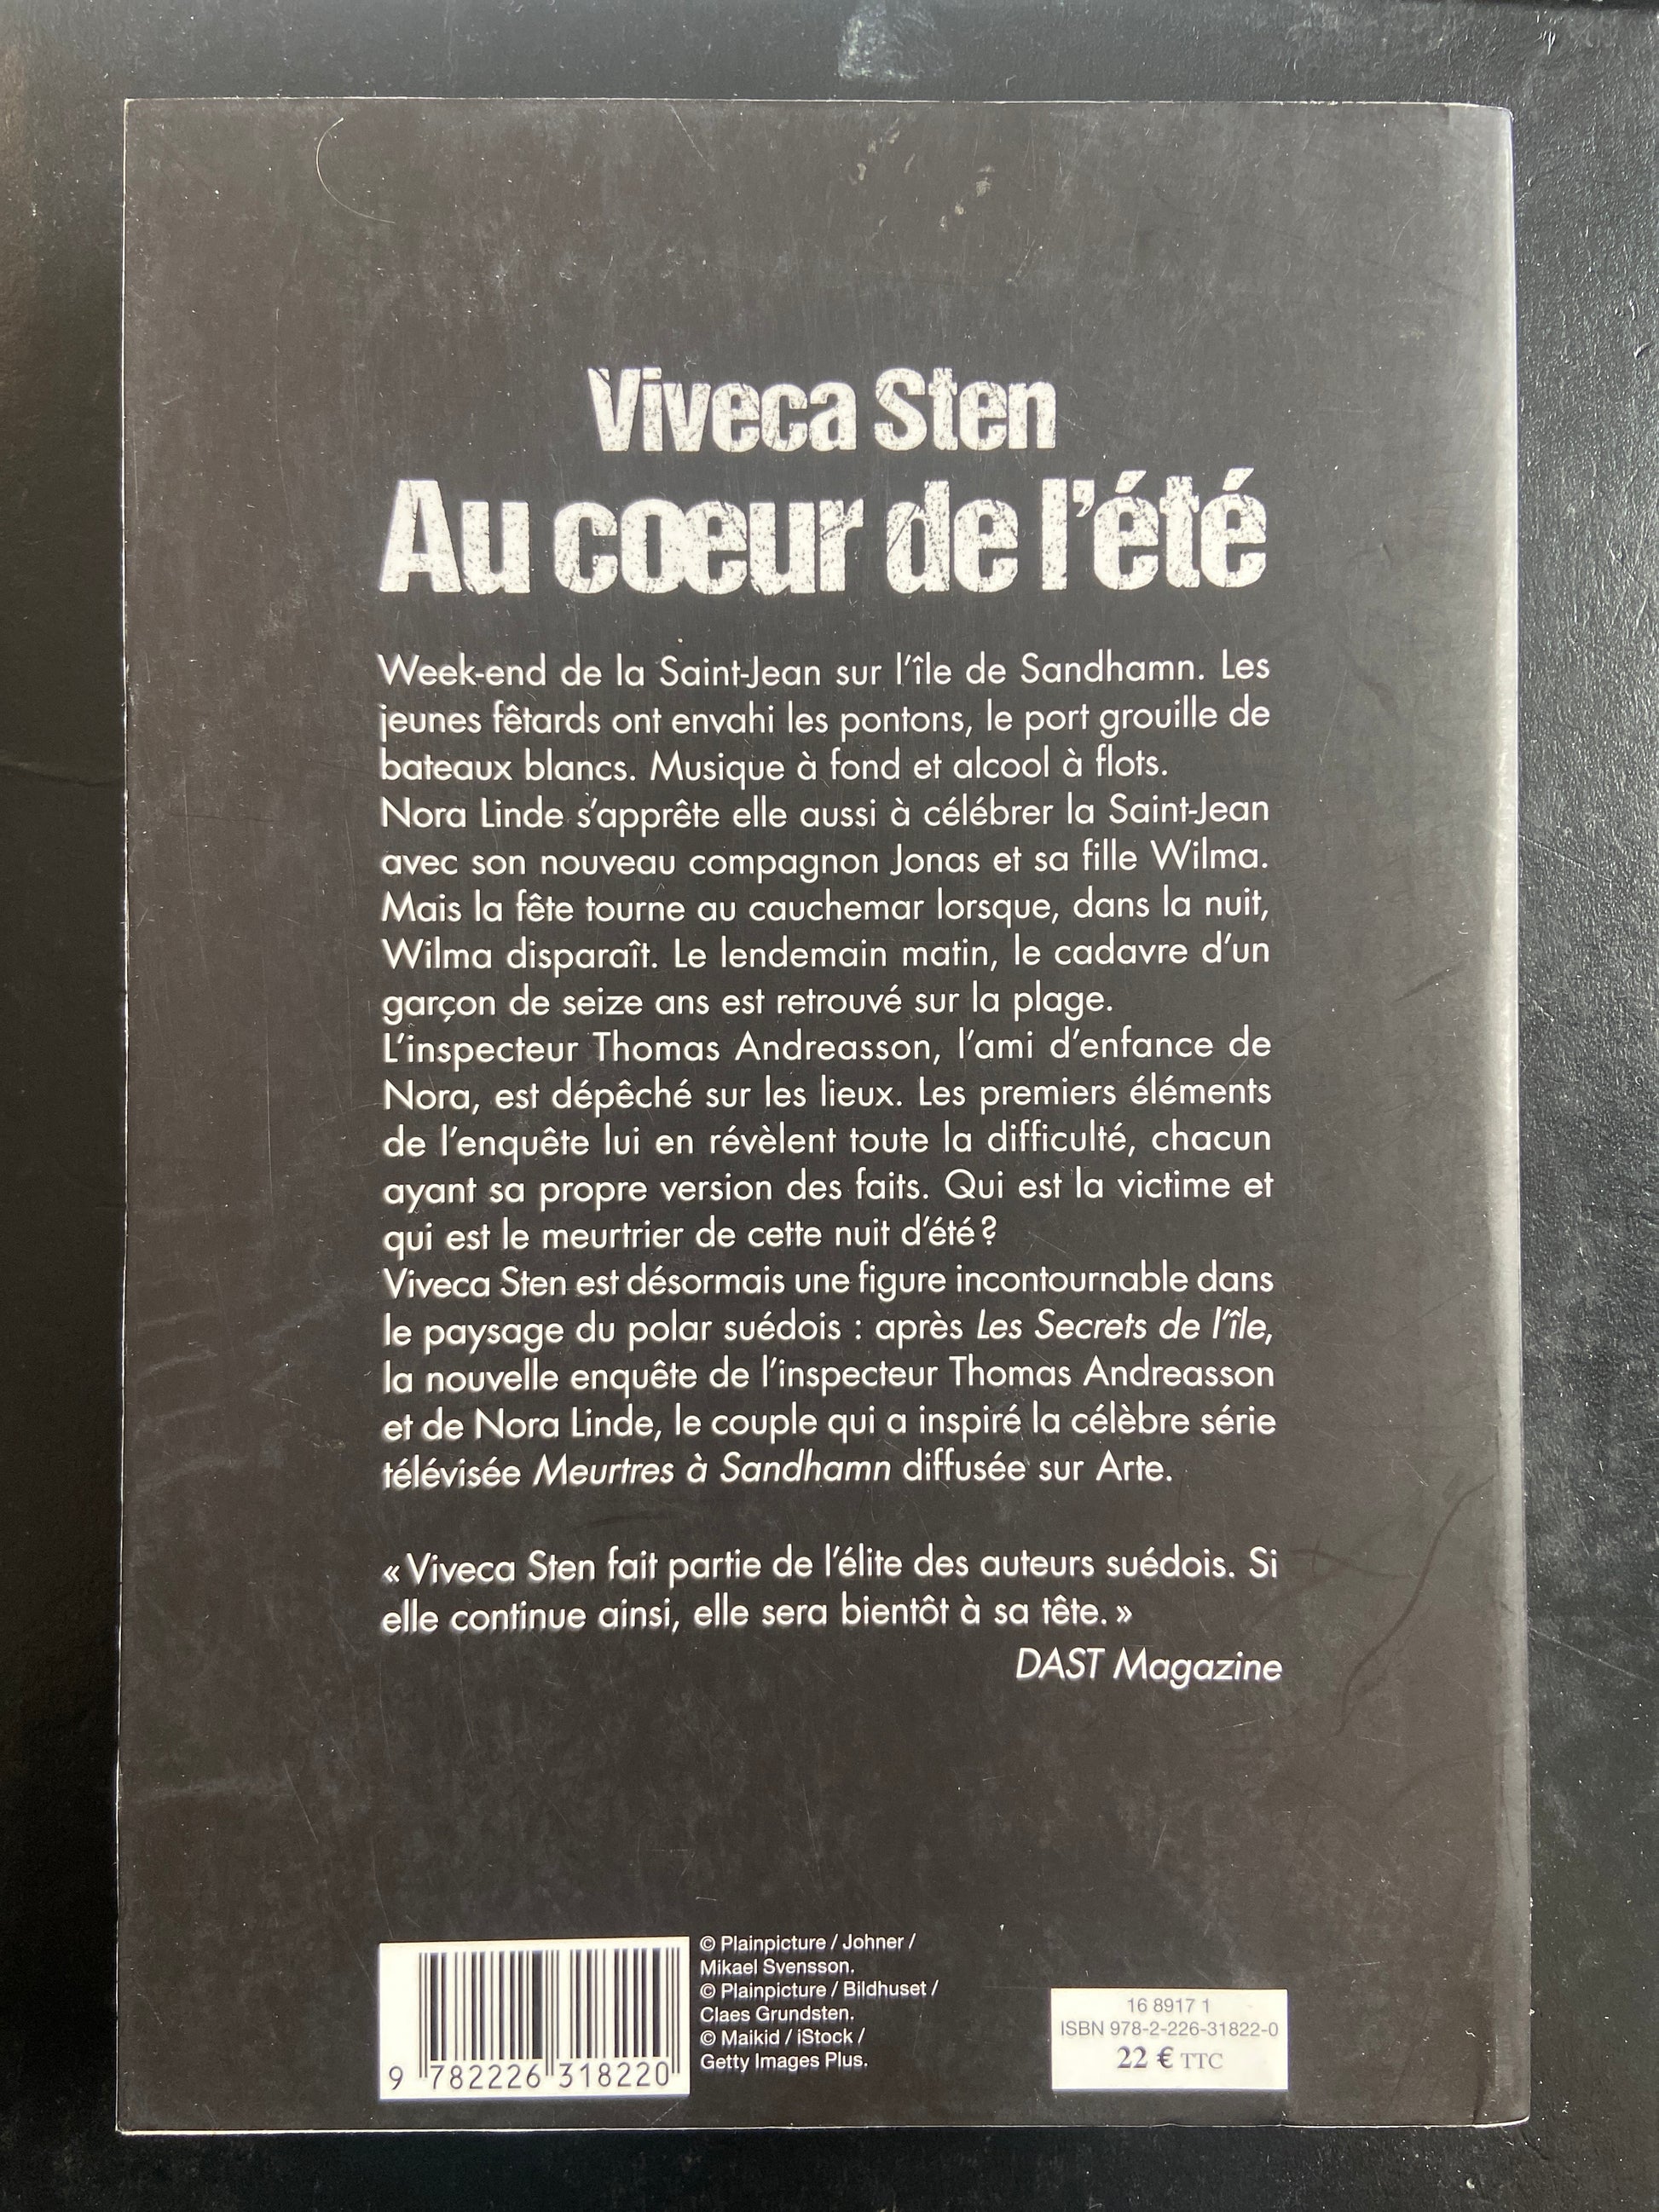 Viveca Sten
Au cœur de l'été
Week-end de la Saint-Jean sur l'île de Sandhamn. Les
jeunes fêtards ont envahi les pontons, le port grouille de
bateaux blancs. Musique à fond et alcool à flots.
Nora Linde s'apprête elle aussi à célébrer la Saint-Jean
avec son nouveau compagnon Jonas et sa fille Wilma.
Mais la fête tourne au cauchemar lorsque, dans la nuit,
Wilma disparaît. Le lendemain matin, le cadavre d'un
garçon de seize ans est retrouvé sur la plage.
L'inspecteur Thomas Andreasson, l'ami d'enfance de
Nora, est dépêché sur les lieux. Les premiers éléments
de l'enquête lui en révèlent toute la difficulté, chacun
ayant sa propre version des faits. Qui est la victime et
qui est le meurtrier de cette nuit d'été ?
Viveca Sten est désormais une figure incontournable dans
le paysage du polar suédois : après Les Secrets de l'île,
la nouvelle enquête de l'inspecteur Thomas Andreasson
et de Nora Linde, le couple qui a inspiré la célèbre série
télévisée Meurtres à Sandhamn diffusée sur Arte.
« Viveca Sten fait partie de l'élite des auteurs suédois. Si
elle continue ainsi, elle sera bientôt à sa tête. »
DAST Magazine
© Plainpicture / Johner /
Mikael Svensson.
© Plainpicture / Bildhuset /
Claes Grundsten.
© Maikid / iStock /
Getty Images Plus.
9 782226 318220
16 8917 1
ISBN 978-2-226-31822-0
22 € TTC